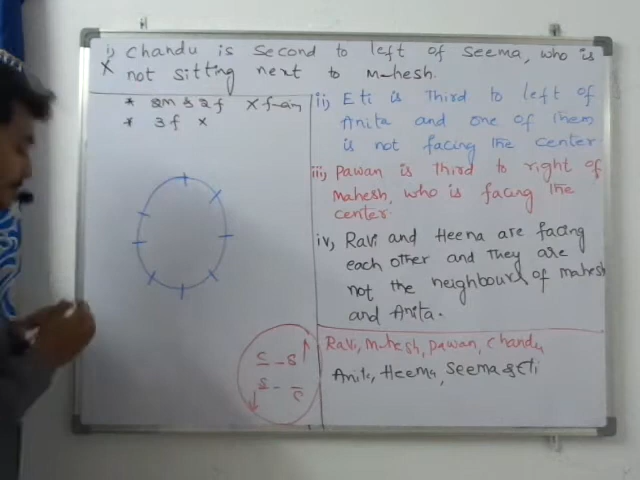 i) Chandu is Second to left of Seema, who is
X not sitting next to Mahesh.
* 2m & 2f X f-am
* 3f X
ii) Eti is Third to left of
Anita and one of them
is not facing the center
iii) Pawan is third to right of
Mahesh, who is facing the
center.
iv) Ravi and Heena are facing
each other and They are
not the neighbours of mahesh
and Anita.
C - S
S - C
Ravi, Mahesh, Pawan, Chandu
Anita, Heema, Seema & Eti